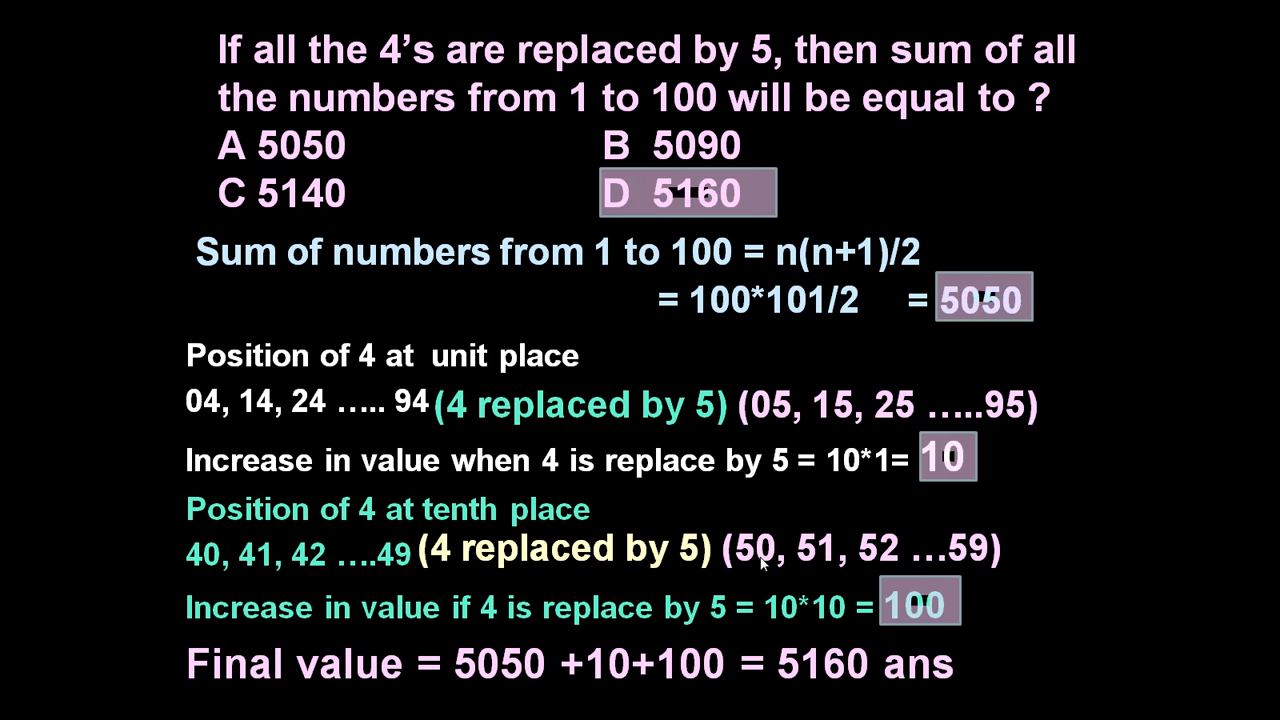 If all the 4’s are replaced by 5, then sum of all
the numbers from 1 to 100 will be equal to ?
A 5050 B 5090
C 5140 D 5160
Sum of numbers from 1 to 100 = n(n+1)/2
= 100*101/2 = 5050
Position of 4 at unit place
04, 14, 24 ….. 94 (4 replaced by 5) (05, 15, 25 …..95)
Increase in value when 4 is replace by 5 = 10*1= 10
Position of 4 at tenth place
40, 41, 42 ….49 (4 replaced by 5) (50, 51, 52 …59)
Increase in value if 4 is replace by 5 = 10*10 = 100
Final value = 5050 +10+100 = 5160 ans